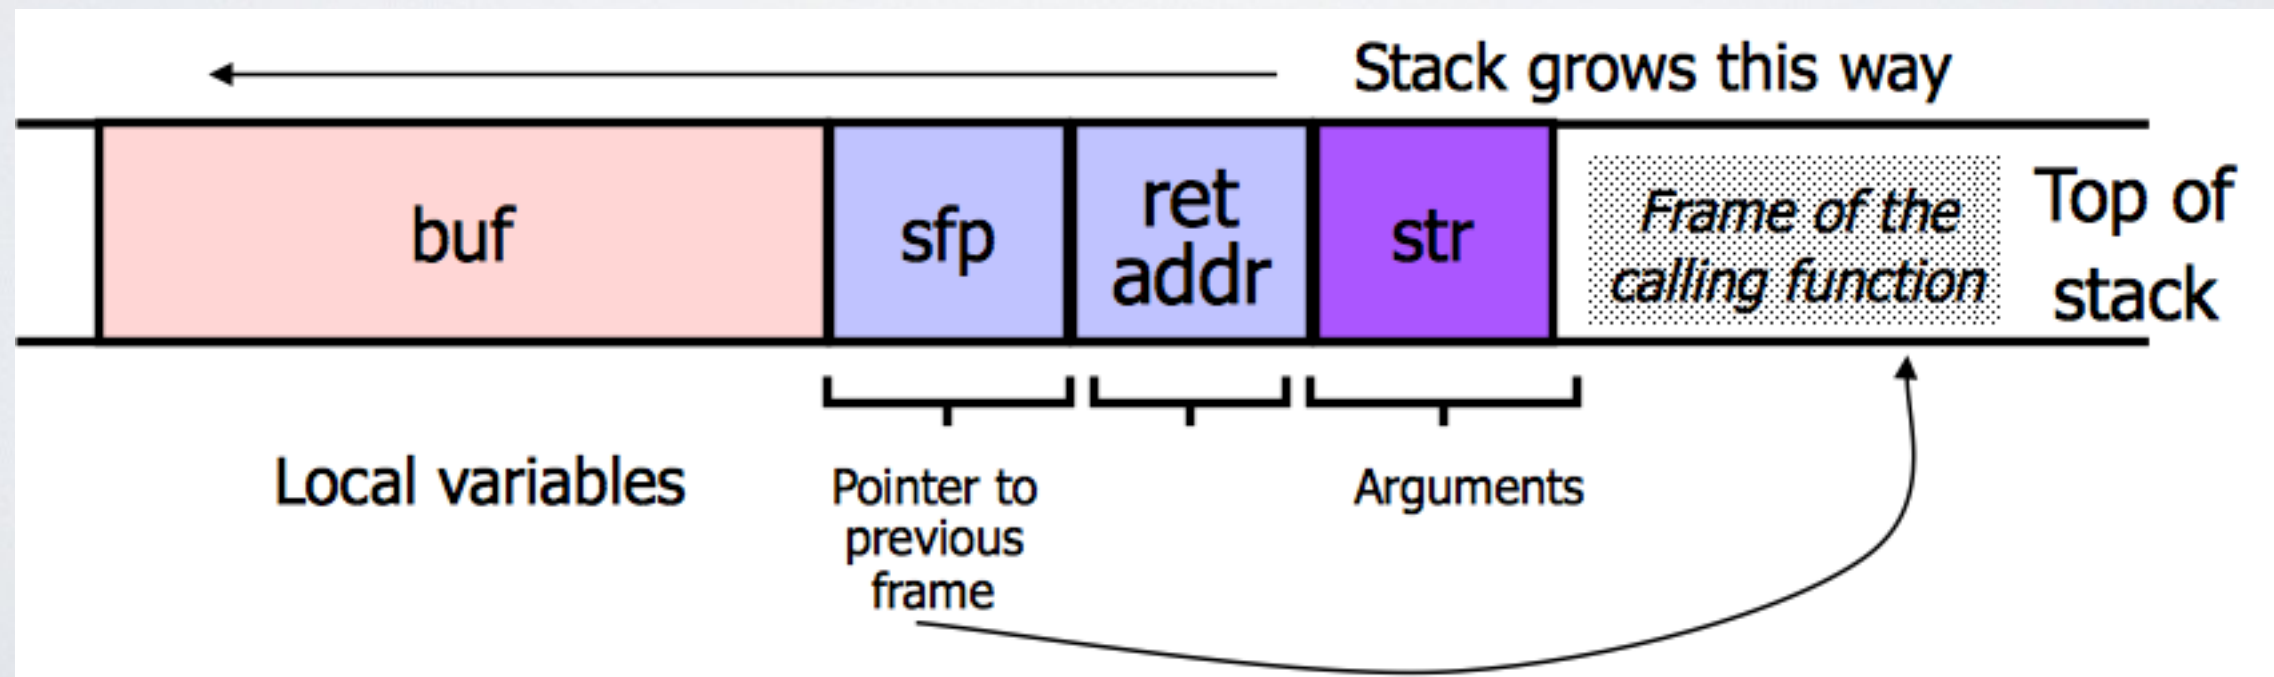 Stack grows this way
buf
sfp
ret
addr
str
Frame of the
calling function
Top of
stack
Local variables
Pointer to
previous
frame
Arguments